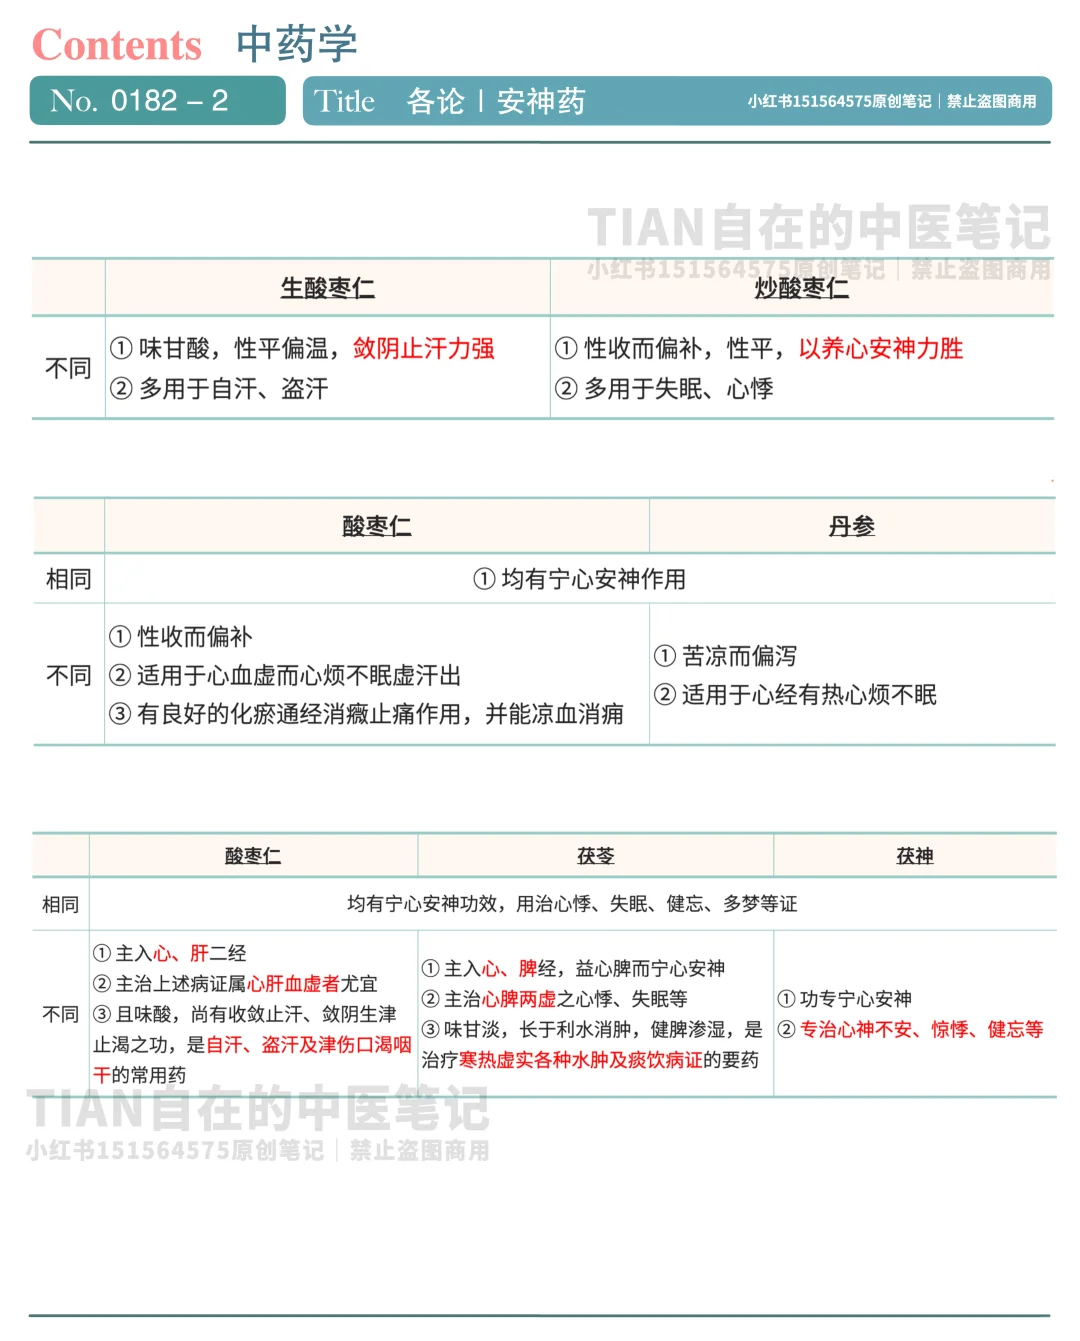 Contents 中药学
No. 0182 – 2
Title 各论 | 安神药
小红书151564575原创笔记｜禁止盗图商用
TIAN自在的中医笔记
小红书151564575原创笔记｜禁止盗图商用
生酸枣仁 炒酸枣仁
不同
① 味甘酸，性平偏温，敛阴止汗力强
② 多用于自汗、盗汗
① 性收而偏补，性平，以养心安神力胜
② 多用于失眠、心悸
酸枣仁 丹参
相同 ① 均有宁心安神作用
不同
① 性收而偏补
② 适用于心血虚而心烦不眠虚汗出
③ 有良好的化瘀通经消癥止痛作用，并能凉血消痈
① 苦凉而偏泻
② 适用于心经有热心烦不眠
酸枣仁 茯苓 茯神
相同 均有宁心安神功效，用治心悸、失眠、健忘、多梦等证
不同
① 主入心、肝二经
② 主治上述病证属心肝血虚者尤宜
③ 且味酸，尚有收敛止汗、敛阴生津
止渴之功，是自汗、盗汗及津伤口渴咽
干的常用药
① 主入心、脾经，益心脾而宁心安神
② 主治心脾两虚之心悸、失眠等
③ 味甘淡，长于利水消肿，健脾渗湿，是
治疗寒热虚实各种水肿及痰饮病证的要药
① 功专宁心安神
② 专治心神不安、惊悸、健忘等
TIAN自在的中医笔记
小红书151564575原创笔记｜禁止盗图商用